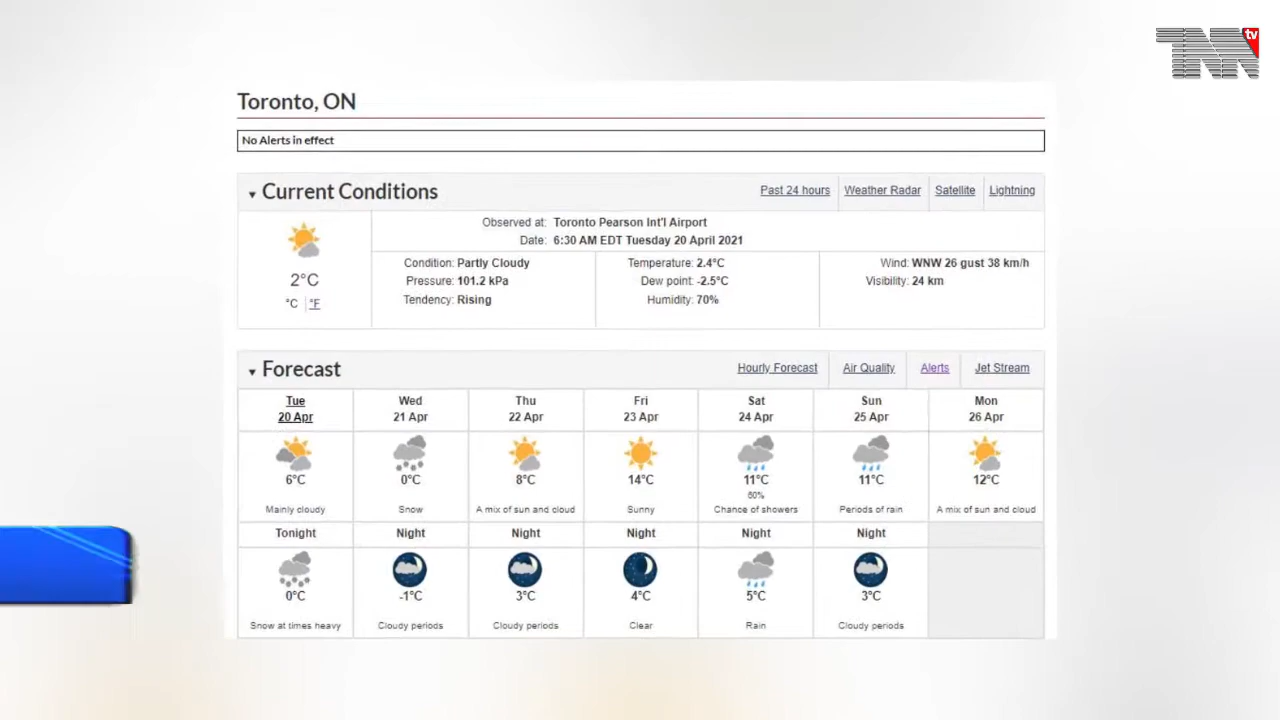 TNN tv
Toronto, ON
No Alerts in effect
Current Conditions
Past 24 hours
Weather Radar
Satellite
Lightning
Observed at: Toronto Pearson Int'l Airport
Date: 6:30 AM EDT Tuesday 20 April 2021
2°C
°C °F
Condition: Partly Cloudy
Pressure: 101.2 kPa
Tendency: Rising
Temperature: 2.4°C
Dew point: -2.5°C
Humidity: 70%
Wind: WNW 26 gust 38 km/h
Visibility: 24 km
Forecast
Hourly Forecast
Air Quality
Alerts
Jet Stream
Tue Wed Thu Fri Sat Sun Mon
20 Apr 21 Apr 22 Apr 23 Apr 24 Apr 25 Apr 26 Apr
6°C 0°C 8°C 14°C 11°C 11°C 12°C
60%
Mainly cloudy Snow A mix of sun and cloud Sunny Chance of showers Periods of rain A mix of sun and cloud
Tonight Night Night Night Night Night
0°C -1°C 3°C 4°C 5°C 3°C
Snow at times heavy Cloudy periods Cloudy periods Clear Rain Cloudy periods